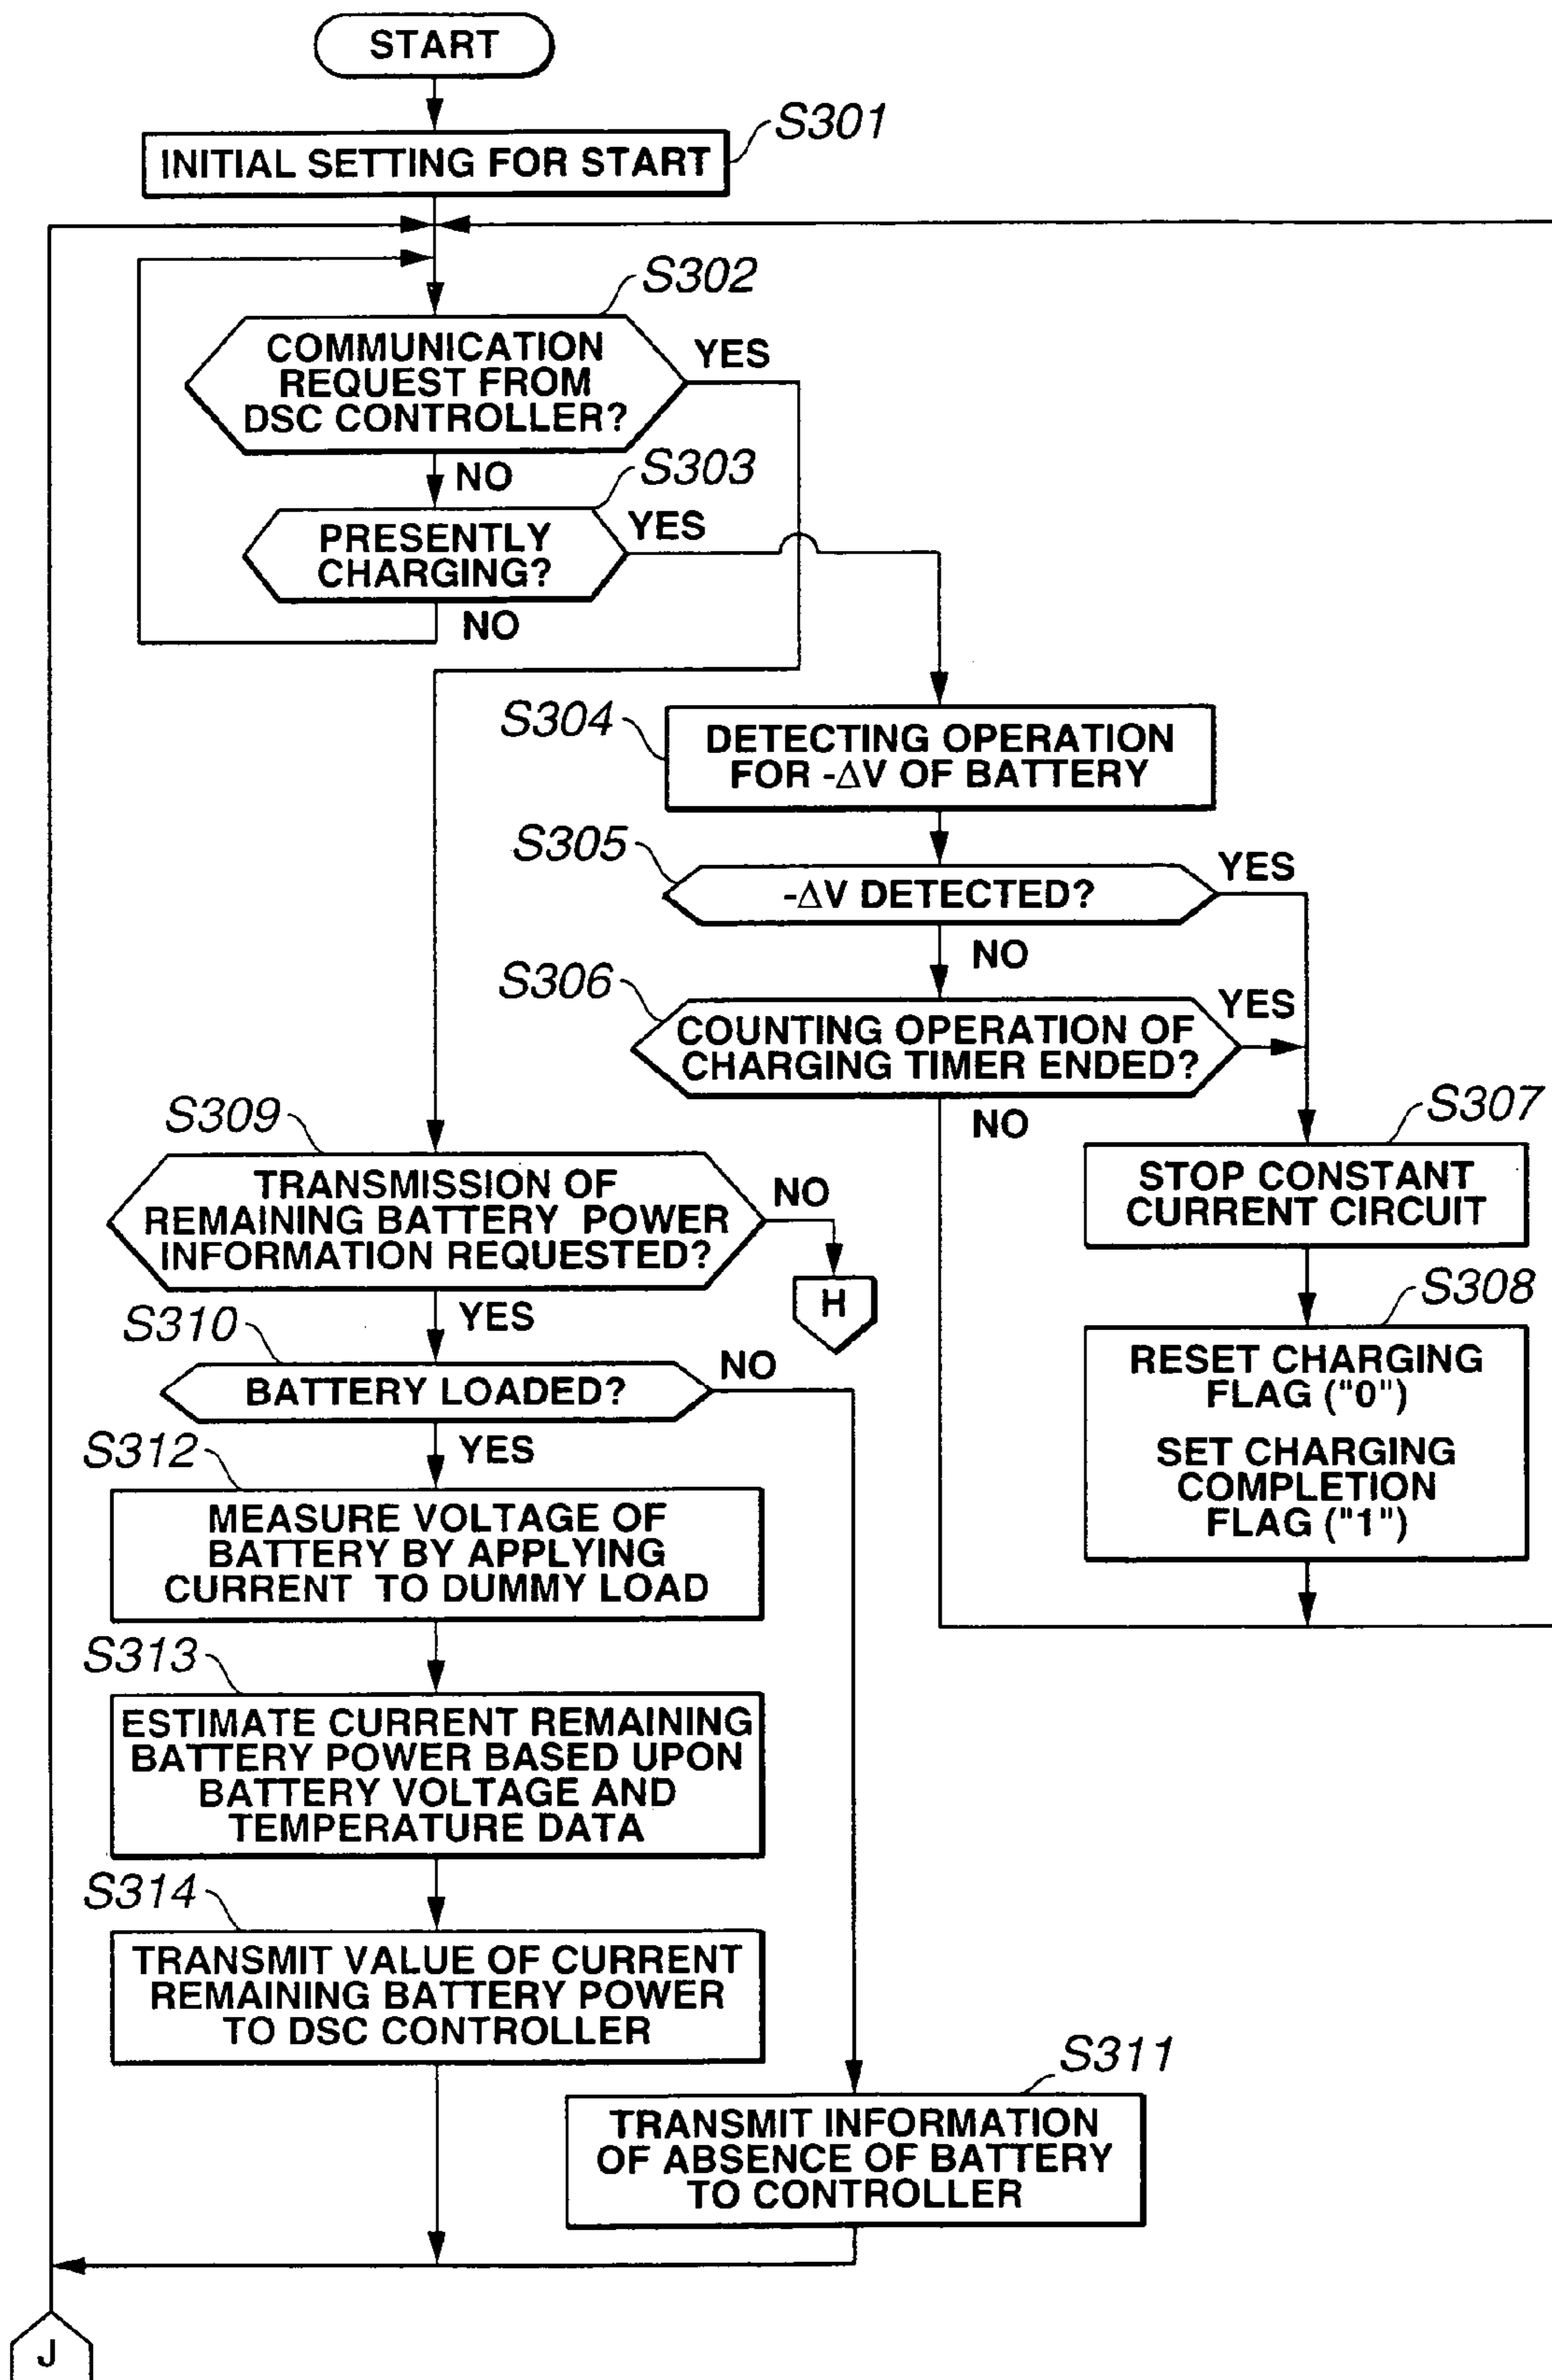 START
S301
INITIAL SETTING FOR START
S302
COMMUNICATION
REQUEST FROM
DSC CONTROLLER?
YES
NO
S303
PRESENTLY
CHARGING?
YES
NO
S304
DETECTING OPERATION
FOR -ΔV OF BATTERY
S305
-ΔV DETECTED?
YES
NO
S306
COUNTING OPERATION OF
CHARGING TIMER ENDED?
YES
NO
S307
STOP CONSTANT
CURRENT CIRCUIT
S308
RESET CHARGING
FLAG ("0")
SET CHARGING
COMPLETION
FLAG ("1")
S309
TRANSMISSION OF
REMAINING BATTERY POWER
INFORMATION REQUESTED?
NO
H
YES
S310
BATTERY LOADED?
NO
YES
S312
MEASURE VOLTAGE OF
BATTERY BY APPLYING
CURRENT TO DUMMY LOAD
S313
ESTIMATE CURRENT REMAINING
BATTERY POWER BASED UPON
BATTERY VOLTAGE AND
TEMPERATURE DATA
S314
TRANSMIT VALUE OF CURRENT
REMAINING BATTERY POWER
TO DSC CONTROLLER
S311
TRANSMIT INFORMATION
OF ABSENCE OF BATTERY
TO CONTROLLER
J